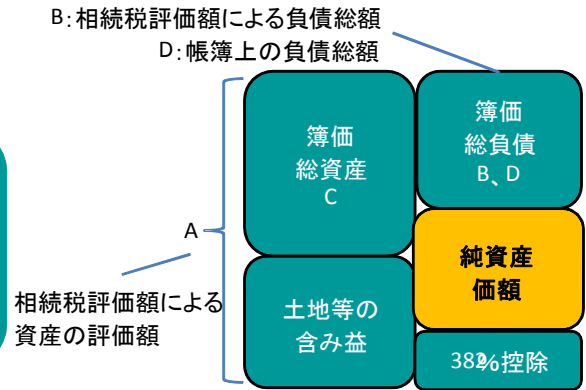 B:相続税評価額による負債総額
D:帳簿上の負債総額
簿価
総資産
C
簿価
総負債
B、D
A
純資産
価額
相続税評価額による
資産の評価額
土地等の
含み益
控除